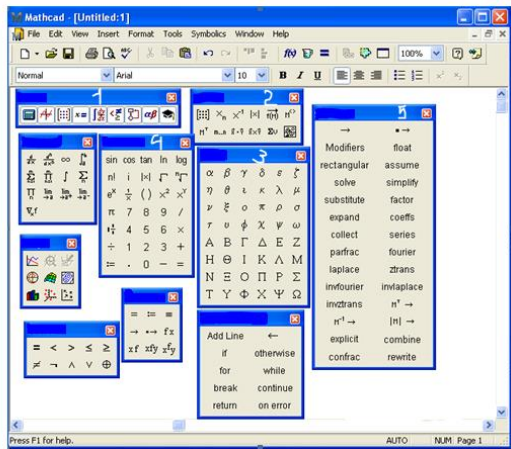 Mathcad - [Untitled:1]
File Edit View Insert Format Tools Symbolics Window Help
100%
Normal Arial 10 B I U
1
2
4
3
5
sin cos tan ln log
n! i |x|
π 7 8 9 /
4 5 6 ×
÷ 1 2 3 +
:= . 0 − =
α β γ δ ε ζ
η θ ι κ λ μ
ν ξ ο π ρ σ
τ υ φ χ ψ ω
Α Β Γ Δ Ε Ζ
Η Θ Ι Κ Λ Μ
Ν Ξ Ο Π Ρ Σ
Τ Υ Φ Χ Ψ Ω
Modifiers float
rectangular assume
solve simplify
substitute factor
expand coeffs
collect series
parfrac fourier
laplace ztrans
invfourier invlaplace
invztrans
explicit combine
confrac rewrite
= < > ≤ ≥
≠ ¬ ∧ ∨ ⊕
= := ≡
→ •→ fx
xf xfy
Add Line ←
if otherwise
for while
break continue
return on error
Press F1 for help. AUTO NUM Page 1